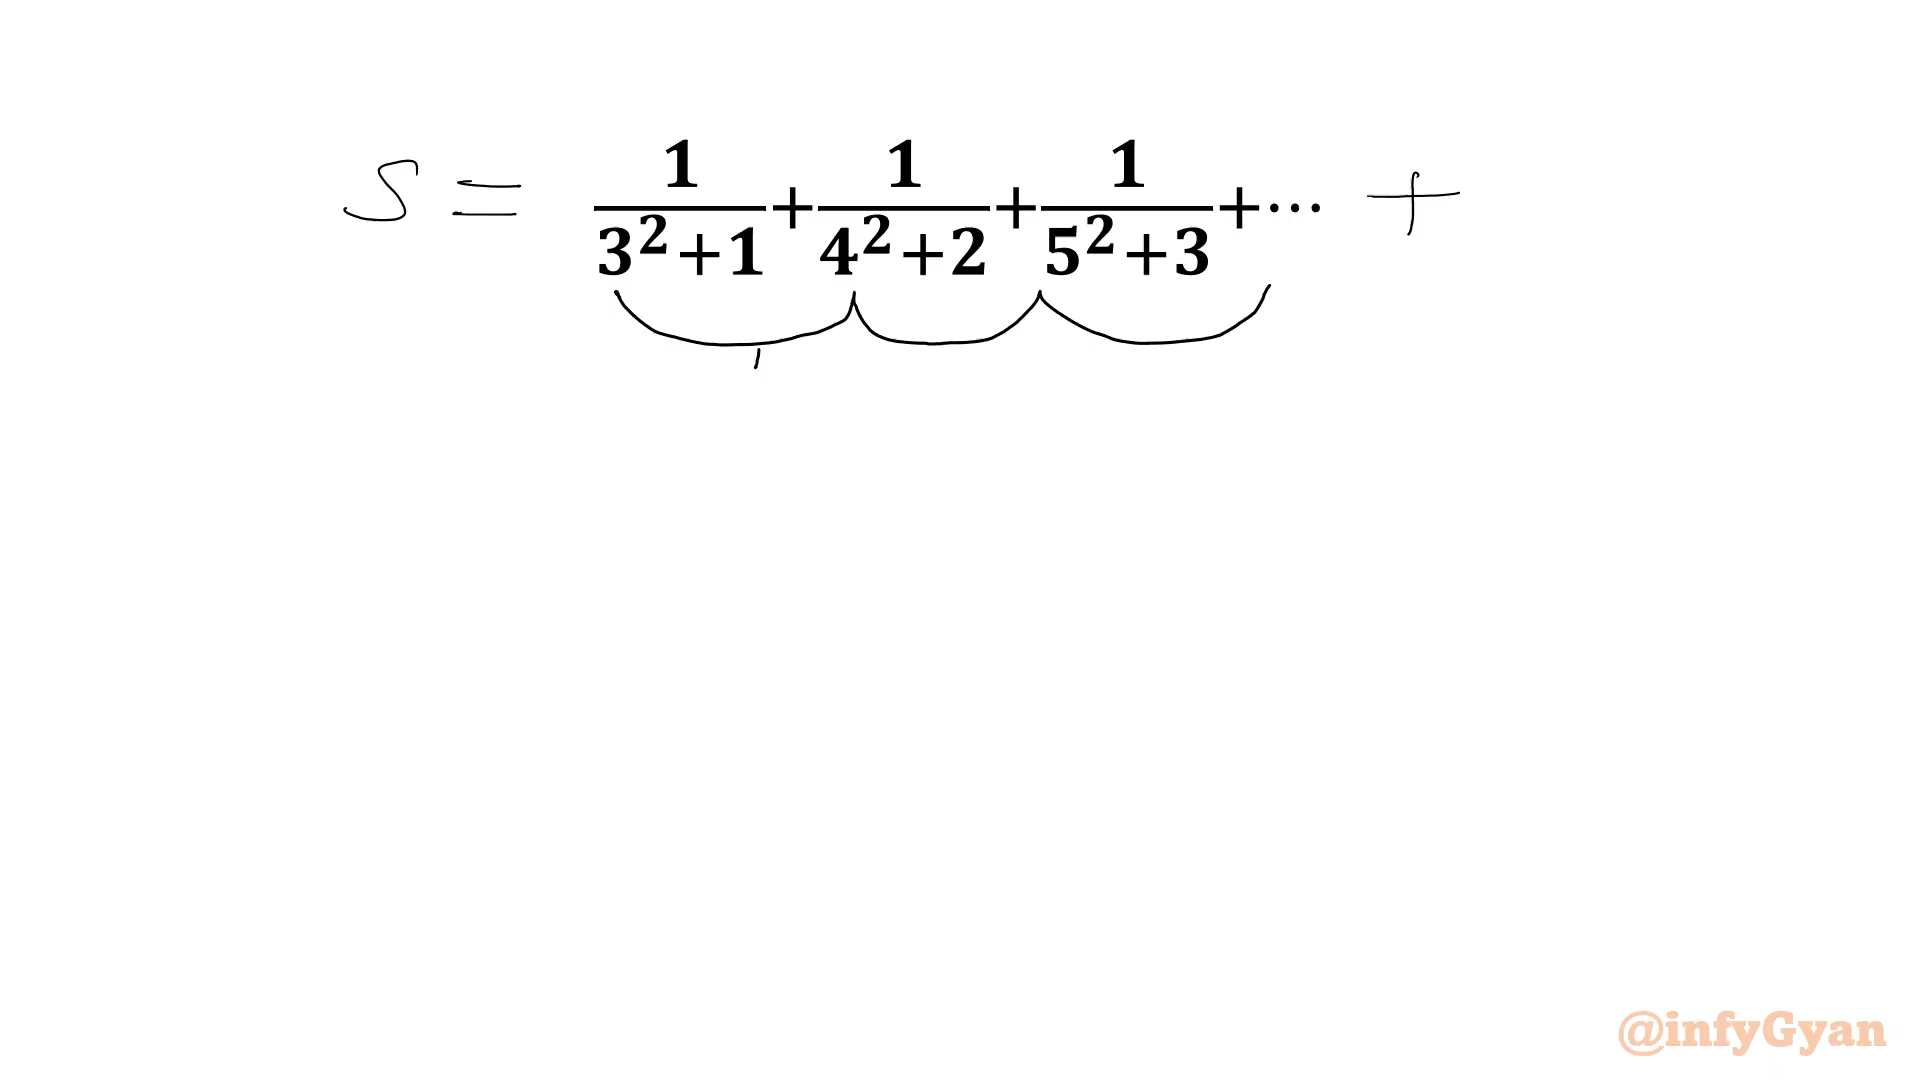 S = 1/(3²+1) + 1/(4²+2) + 1/(5²+3) + ⋯ +
@infyGyan